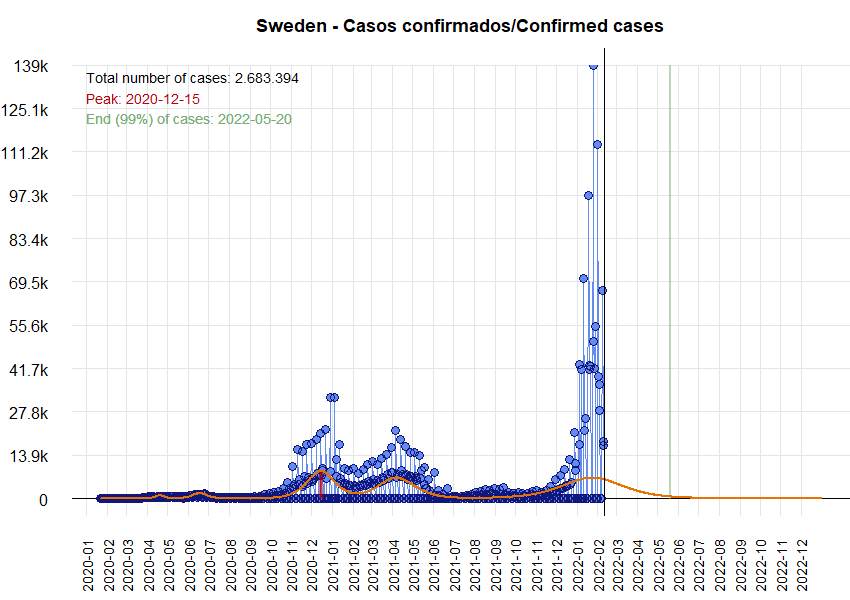 Sweden - Casos confirmados/Confirmed cases
139k
Total number of cases: 2.683.394
Peak: 2020-12-15
End (99%) of cases: 2022-05-20
125.1k
111.2k
97.3k
83.4k
69.5k
55.6k
41.7k
27.8k
13.9k
0
2020-01
2020-02
2020-03
2020-04
2020-05
2020-06
2020-07
2020-08
2020-09
2020-10
2020-11
2020-12
2021-01
2021-02
2021-03
2021-04
2021-05
2021-06
2021-07
2021-08
2021-09
2021-10
2021-11
2021-12
2022-01
2022-02
2022-03
2022-04
2022-05
2022-06
2022-07
2022-08
2022-09
2022-10
2022-11
2022-12